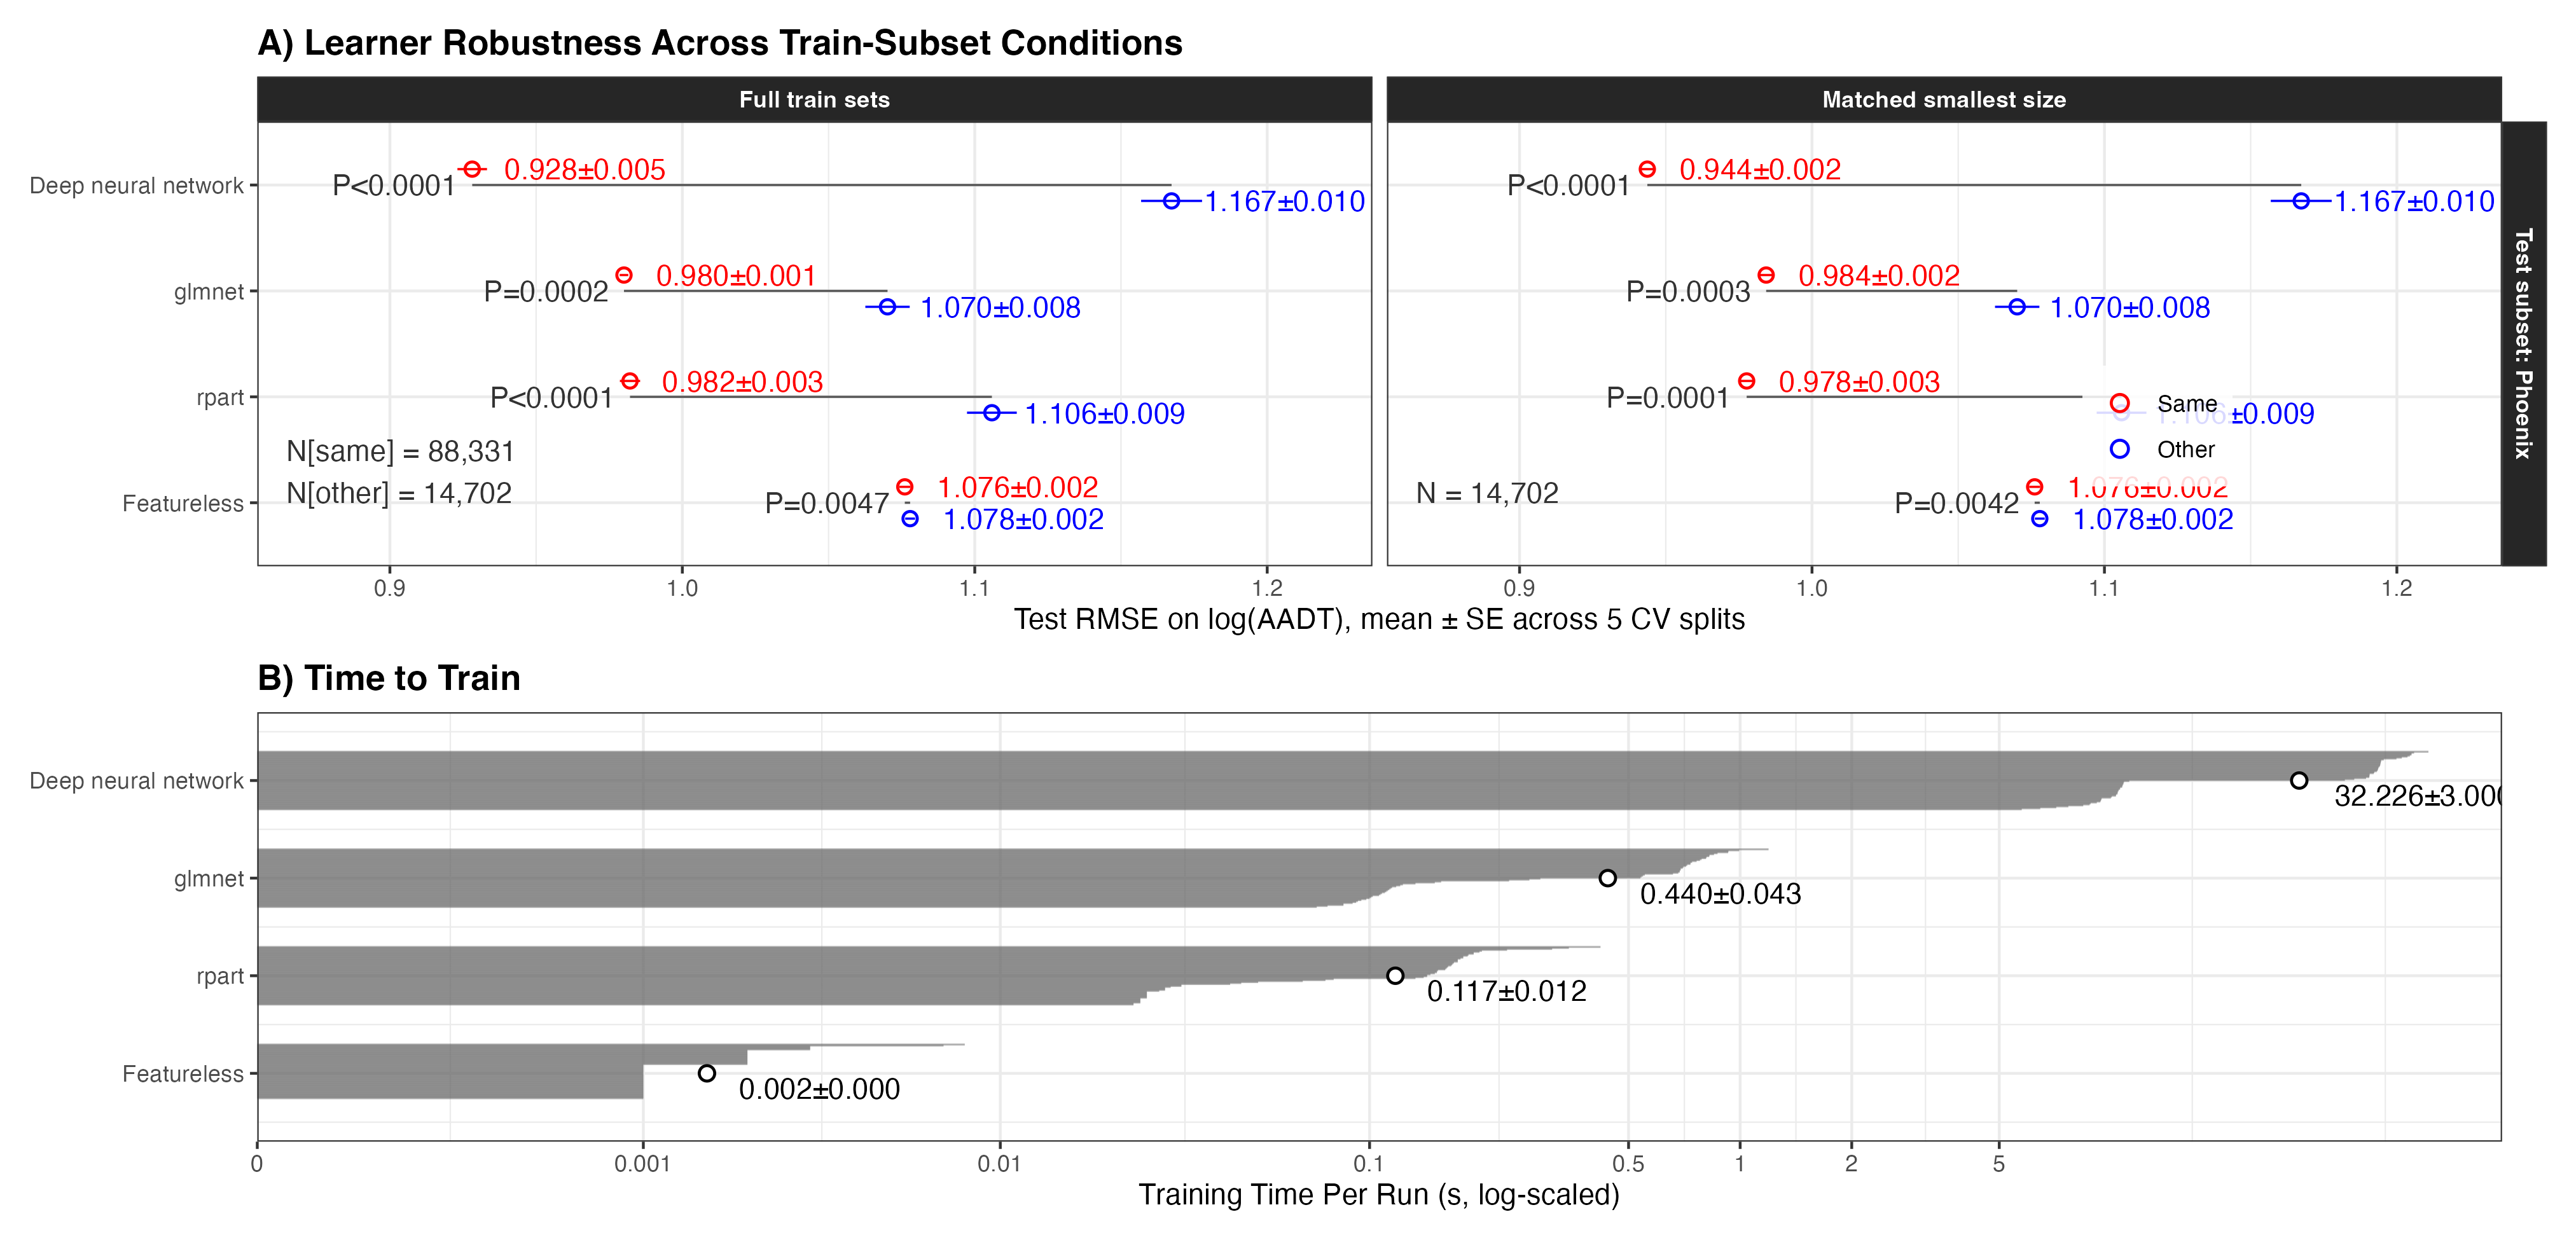 A) Learner Robustness Across Train-Subset Conditions
Full train sets
Matched smallest size
Deep neural network
P<0.0001
0.928±0.005
1.167±0.010
P<0.0001
0.944±0.002
1.167±0.010
glmnet
P=0.0002
0.980±0.001
1.070±0.008
P=0.0003
0.984±0.002
1.070±0.008
rpart
P<0.0001
0.982±0.003
1.106±0.009
P=0.0001
0.978±0.003
1.106±0.009
Same
Other
N[same] = 88,331
N[other] = 14,702
N = 14,702
Featureless
P=0.0047
1.076±0.002
1.078±0.002
P=0.0042
1.076±0.002
1.078±0.002
Test subset: Phoenix
0.9 1.0 1.1 1.2
0.9 1.0 1.1 1.2
Test RMSE on log(AADT), mean ± SE across 5 CV splits
B) Time to Train
Deep neural network
32.226±3.000
glmnet
0.440±0.043
rpart
0.117±0.012
Featureless
0.002±0.000
0 0.001 0.01 0.1 0.5 1 2 5
Training Time Per Run (s, log-scaled)